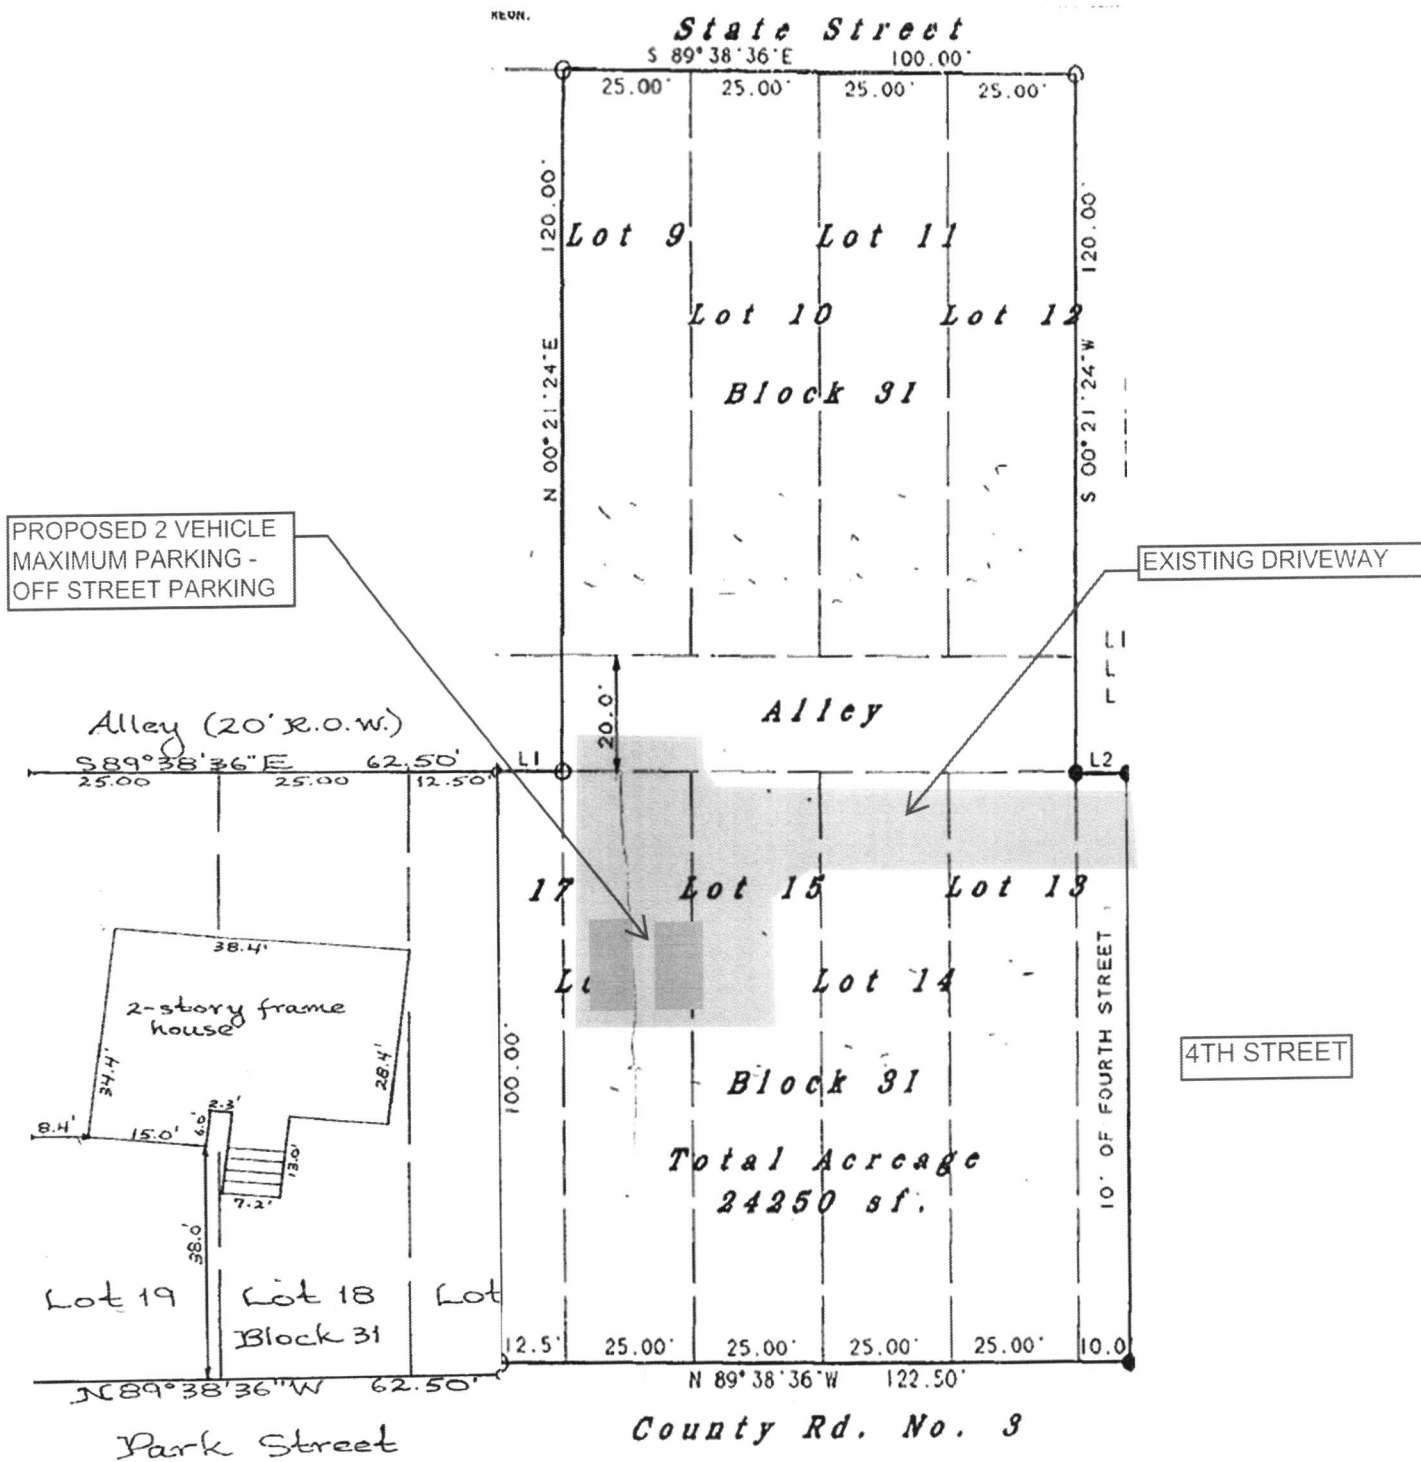 State Street
S 89°38'36"E 100.00'
25.00' 25.00' 25.00' 25.00'
120.00'
120.00'
Lot 9
Lot 11
Lot 10
Lot 12
N 00°21'24"E
S 00°21'24"W
Block 31
PROPOSED 2 VEHICLE
MAXIMUM PARKING -
OFF STREET PARKING
EXISTING DRIVEWAY
L1
L
L
20.0'
Alley
Alley (20' R.O.W.)
S89°38'36"E 62.50'
25.00 25.00 12.50'
L1
L2
17
Lot 15
Lot 13
Lot 14
38.4'
2-story frame
house
34.4'
28.4'
2.3'
6.0'
8.4'
15.0'
13.0'
7.2'
38.0'
100.00'
Block 31
Total Acreage
24250 sf.
10' OF FOURTH STREET
4TH STREET
Lot 19
Lot 18
Lot
Block 31
12.5' 25.00' 25.00' 25.00' 25.00' 10.0
N 89°38'36"W 122.50'
N89°38'36"W 62.50'
County Rd. No. 3
Park Street